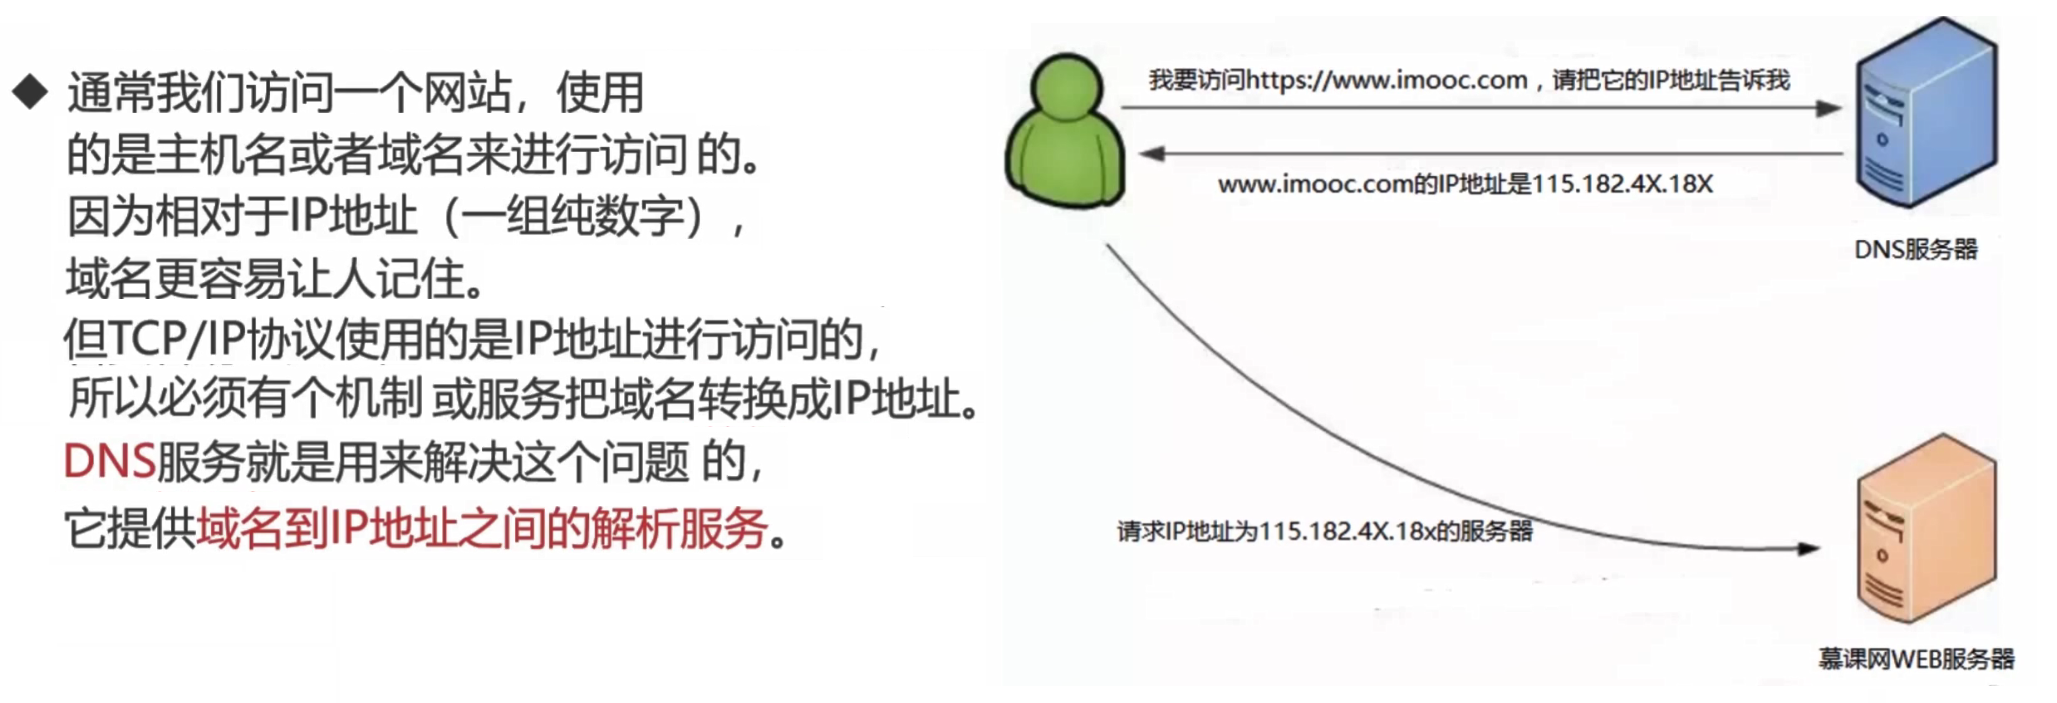 ◆ 通常我们访问一个网站，使用
的是主机名或者域名来进行访问的。
因为相对于IP地址（一组纯数字），
域名更容易让人记住。
但TCP/IP协议使用的是IP地址进行访问的，
所以必须有个机制或服务把域名转换成IP地址。
DNS服务就是用来解决这个问题的，
它提供域名到IP地址之间的解析服务。
我要访问https://www.imooc.com，请把它的IP地址告诉我
www.imooc.com的IP地址是115.182.4X.18X
DNS服务器
请求IP地址为115.182.4X.18x的服务器
慕课网WEB服务器